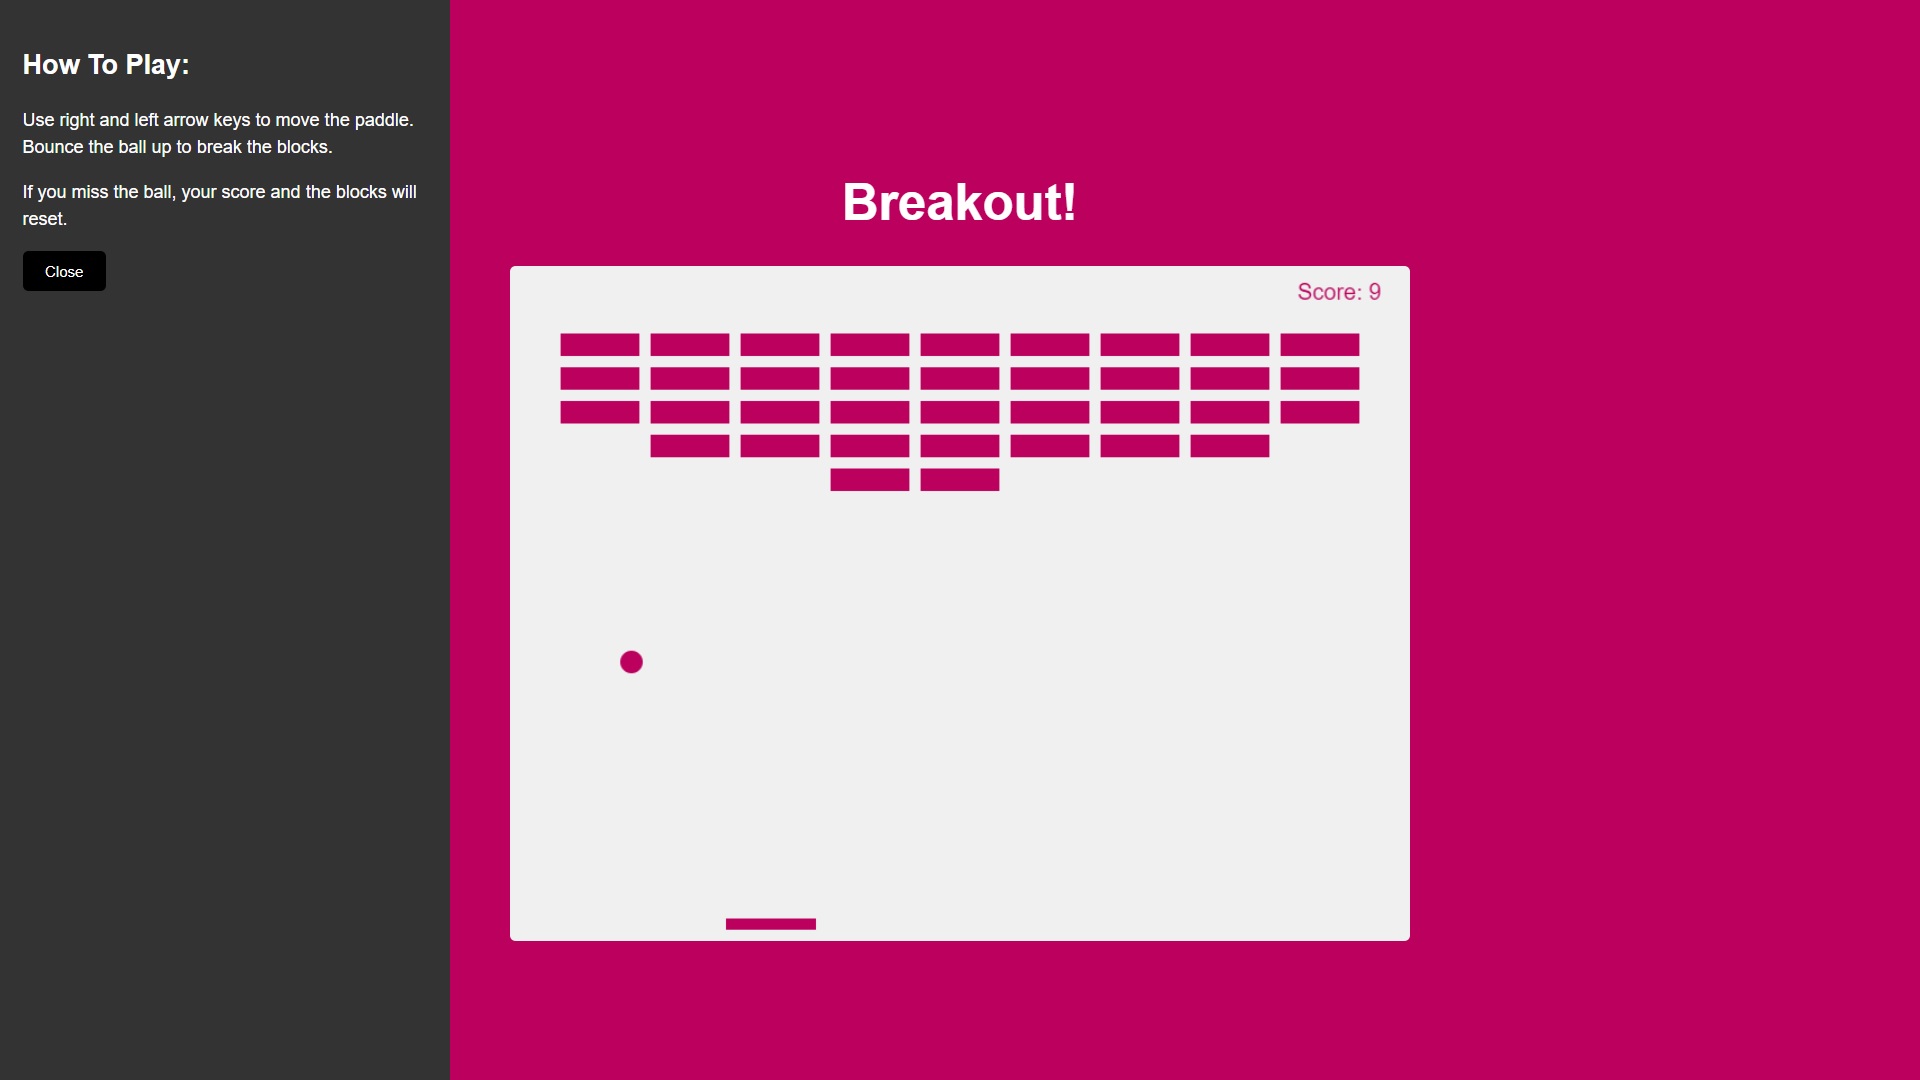 How To Play:
Use right and left arrow keys to move the paddle.
Bounce the ball up to break the blocks.
If you miss the ball, your score and the blocks will
reset.
Close
Breakout!
Score: 9